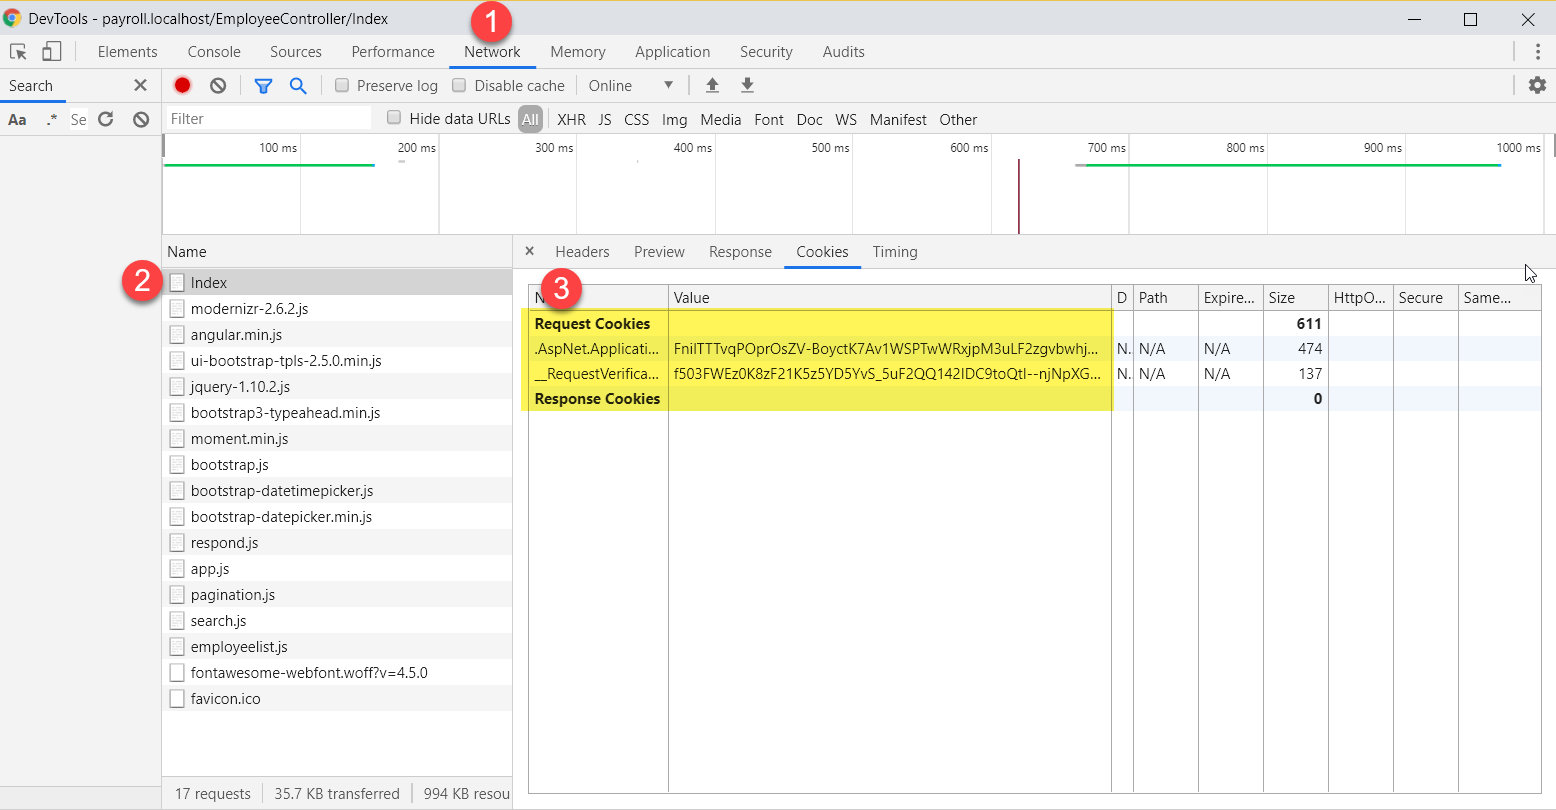 DevTools - payroll.localhost/EmployeeController/Index
1
Elements Console Sources Performance Network Memory Application Security Audits
Search Preserve log Disable cache Online
Aa .* Se Filter Hide data URLs All XHR JS CSS Img Media Font Doc WS Manifest Other
100 ms 200 ms 300 ms 400 ms 500 ms 600 ms 700 ms 800 ms 900 ms 1000 ms
Name
2
Index
modernizr-2.6.2.js
angular.min.js
ui-bootstrap-tpls-2.5.0.min.js
jquery-1.10.2.js
bootstrap3-typeahead.min.js
moment.min.js
bootstrap.js
bootstrap-datetimepicker.js
bootstrap-datepicker.min.js
respond.js
app.js
pagination.js
search.js
employeelist.js
fontawesome-webfont.woff?v=4.5.0
favicon.ico
17 requests 35.7 KB transferred 994 KB resou
× Headers Preview Response Cookies Timing
3
N Value D Path Expire... Size HttpO... Secure Same...
Request Cookies 611
.AspNet.Applicati... FnilTTTvqPOprOsZV-BoyctK7Av1WSPTwWRxjpM3uLF2zgvbwhj... N. N/A N/A 474
__RequestVerifica... f503FWEz0K8zF21K5z5YD5YvS_5uF2QQ142IDC9toQtI--njNpXG... N. N/A N/A 137
Response Cookies 0